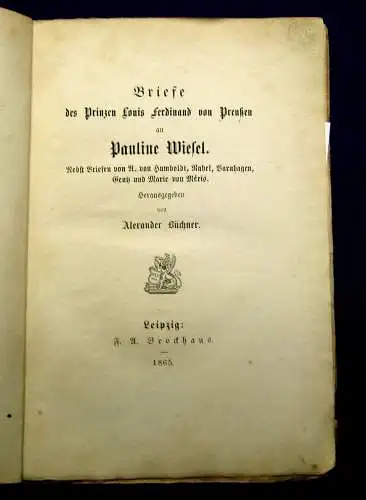 Briefe
des Prinzen Louis Ferdinand von Preußen
an
Pauline Wiesel.
Nebst Briefen von A. von Humboldt, Rahel, Varnhagen,
Gentz und Marie von Méris.
Herausgegeben
von
Alexander Büchner.
Leipzig:
F. A. Brockhaus.
1865.